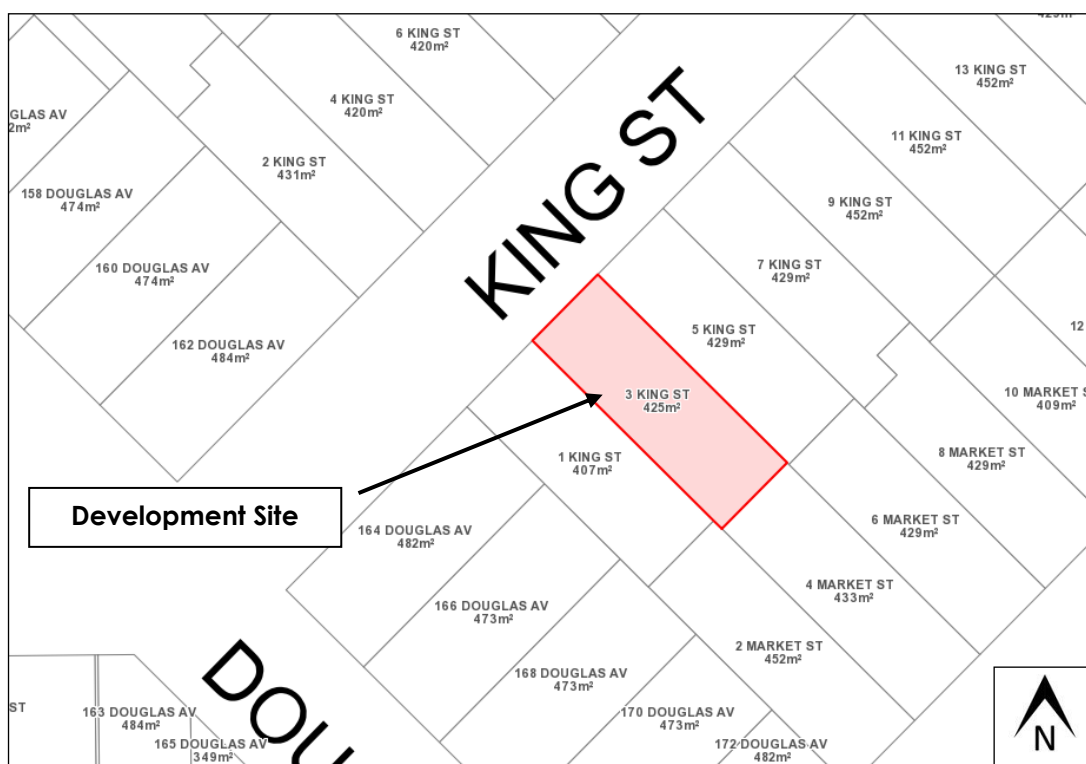 429m²
6 KING ST
420m²
13 KING ST
452m²
4 KING ST
420m²
GLAS AV
2m²
11 KING ST
452m²
2 KING ST
431m²
KING ST
158 DOUGLAS AV
474m²
9 KING ST
452m²
160 DOUGLAS AV
474m²
7 KING ST
429m²
162 DOUGLAS AV
484m²
5 KING ST
429m²
12
3 KING ST
425m²
10 MARKET S
409m²
1 KING ST
407m²
8 MARKET ST
429m²
Development Site
164 DOUGLAS AV
482m²
6 MARKET ST
429m²
166 DOUGLAS AV
473m²
4 MARKET ST
433m²
2 MARKET ST
452m²
168 DOUGLAS AV
473m²
DOU
ST
163 DOUGLAS AV
484m²
170 DOUGLAS AV
473m²
165 DOUGLAS AV
349m²
172 DOUGLAS AV
482m²
N